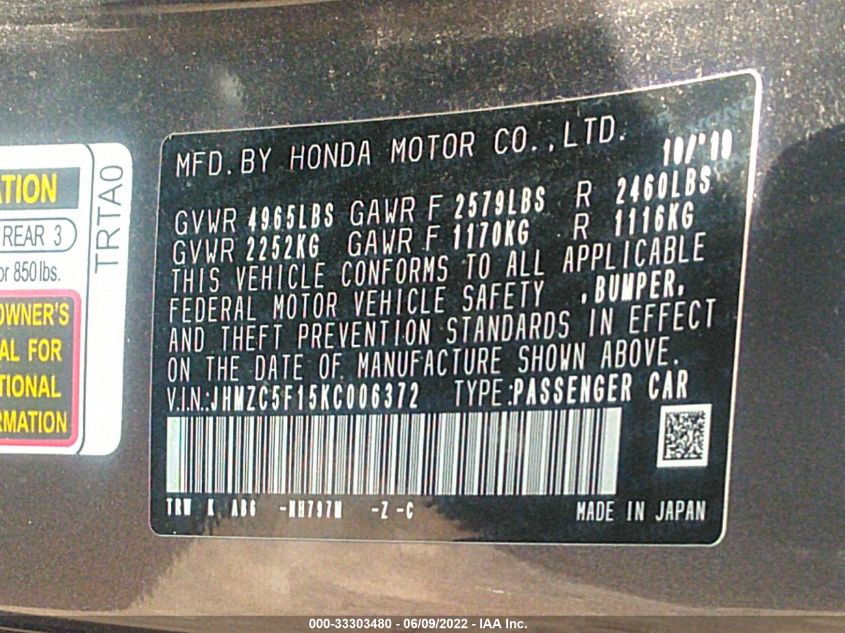 ATION
REAR 3
or 850 lbs.
OWNER'S
AL FOR
TIONAL
RMATION
TRTA0
MFD. BY HONDA MOTOR CO., LTD. 10/'18
GVWR 4965LBS GAWR F 2579LBS R 2460LBS
GVWR 2252KG GAWR F 1170KG R 1116KG
THIS VEHICLE CONFORMS TO ALL APPLICABLE
FEDERAL MOTOR VEHICLE SAFETY ,BUMPER,
AND THEFT PREVENTION STANDARDS IN EFFECT
ON THE DATE OF MANUFACTURE SHOWN ABOVE.
V.I.N.:JHMZC5F15KC006372 TYPE:PASSENGER CAR
TRW K AB6 -NH797M -Z -C MADE IN JAPAN
000-33303480 - 06/09/2022 - IAA Inc.